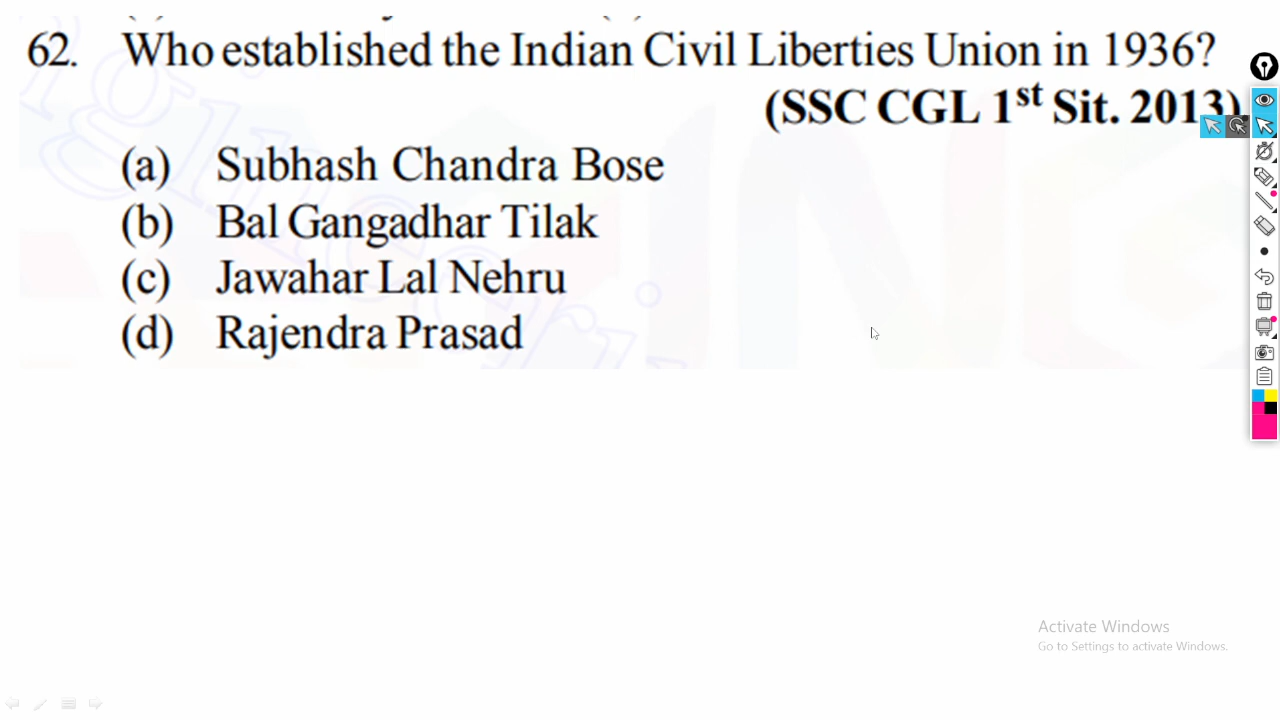 62. Who established the Indian Civil Liberties Union in 1936?
(SSC CGL 1st Sit. 2013)
(a) Subhash Chandra Bose
(b) Bal Gangadhar Tilak
(c) Jawahar Lal Nehru
(d) Rajendra Prasad
Activate Windows
Go to Settings to activate Windows.